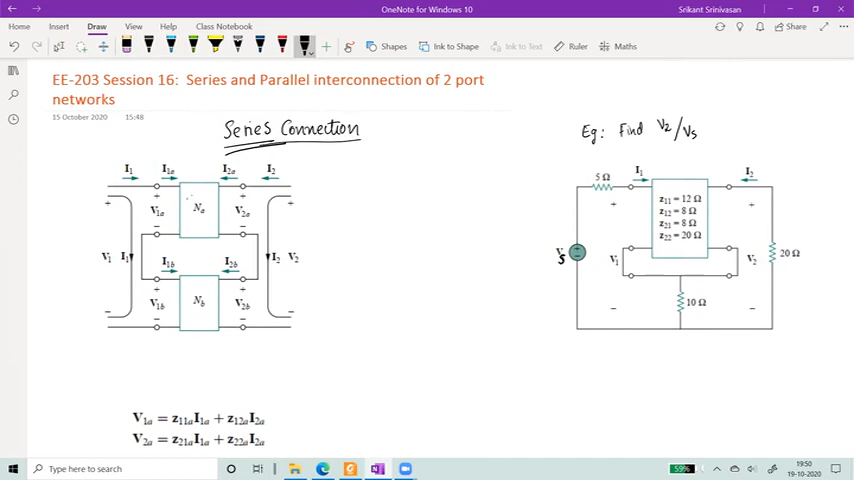 OneNote for Windows 10
Srikant Srinivasan
Home Insert Draw View Help Class Notebook
Share
Shapes Ink to Shape Ink to Text Ruler Maths
EE-203 Session 16: Series and Parallel interconnection of 2 port
networks
15 October 2020 15:48
Series Connection
Eg: Find V2/Vs
I1 I1a I2a I2
+ + + +
V1a Na V2a
− −
V1 I1 I2 V2
I1b I2b
+ +
V1b Nb V2b
− − − −
5 Ω I1 I2
z11 = 12 Ω
z12 = 8 Ω
z21 = 8 Ω
z22 = 20 Ω
+ +
Vs V1 V2 20 Ω
10 Ω
− −
V1a = z11aI1a + z12aI2a
V2a = z21aI1a + z22aI2a
Type here to search
59%
19:50
19-10-2020